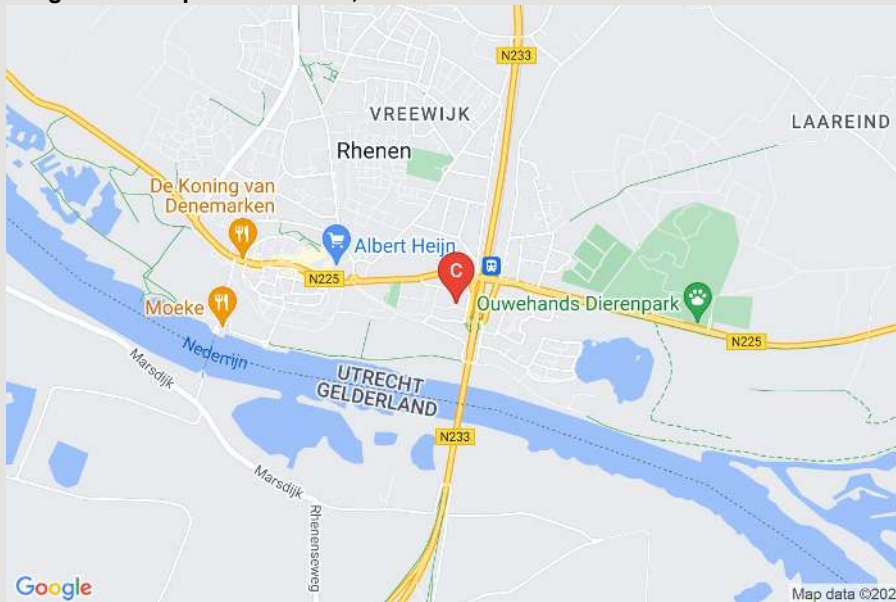 N233
VREEWIJK
LAAREIND
Rhenen
De Koning van
Denemarken
Albert Heijn
C
N225
Ouwehands Dierenpark
Moeke
N225
Nederrijn
Marsdijk
UTRECHT
GELDERLAND
N233
Marsdijk
Rhenenseweg
Google
Map data ©202